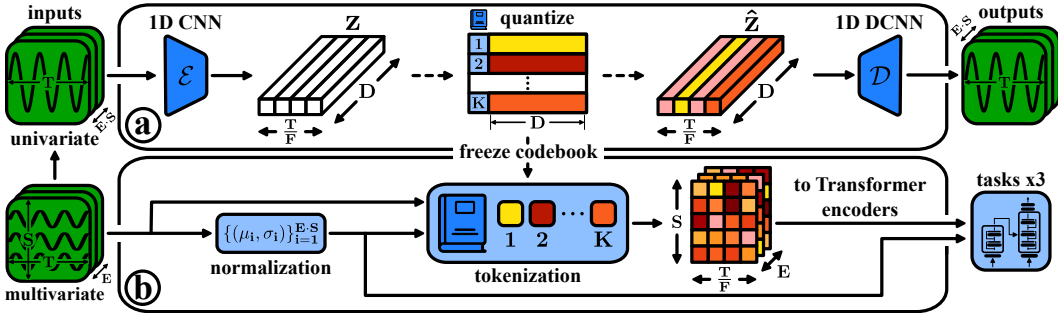 inputs
T
E·S
univariate
1D CNN
ℰ
Z
D
T/F
quantize
1
2
K
D
Ẑ
D
T/F
1D DCNN
𝒟
outputs
E·S
T
a
freeze codebook
S
T
E
multivariate
b
{(μᵢ, σᵢ)}ᵢ₌₁ᴱ·ˢ
normalization
1 2 ··· K
tokenization
S
T/F
E
to Transformer
encoders
tasks x3